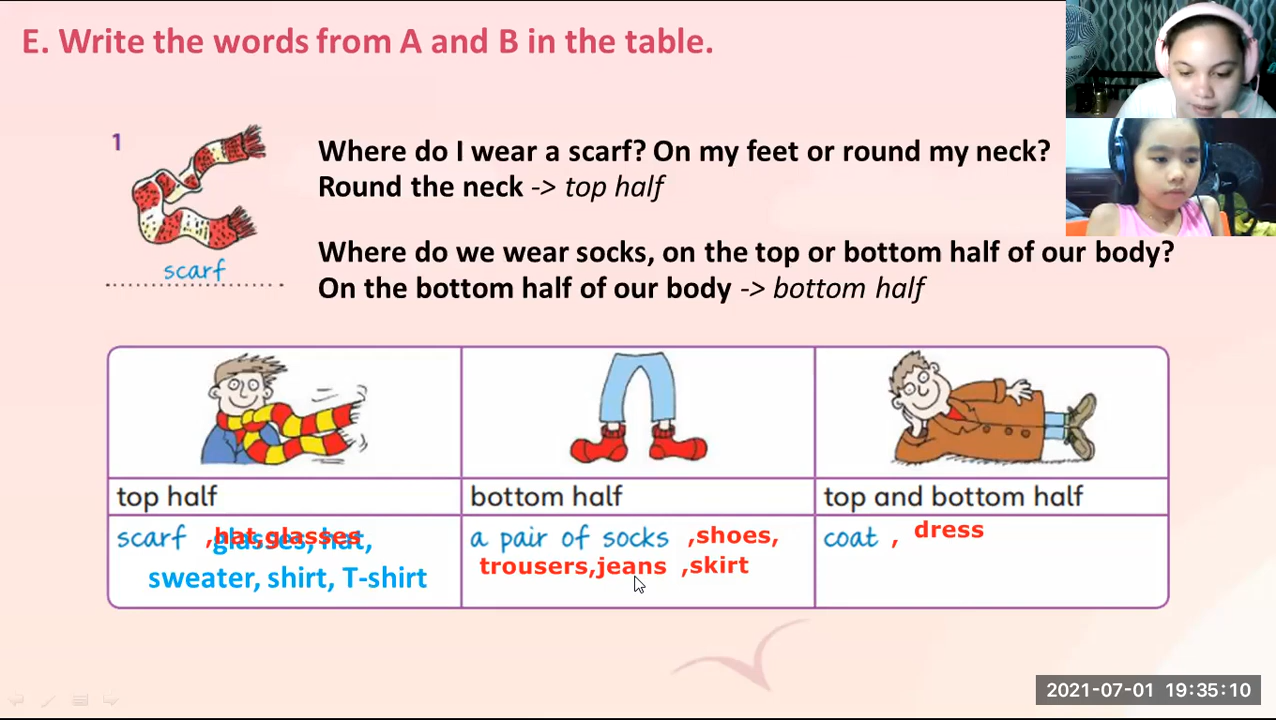 E. Write the words from A and B in the table.
1
Where do I wear a scarf? On my feet or round my neck?
Round the neck -> top half
scarf
Where do we wear socks, on the top or bottom half of our body?
On the bottom half of our body -> bottom half
top half
bottom half
top and bottom half
scarf ,hat,glasses
glasses, hat,
sweater, shirt, T-shirt
a pair of socks ,shoes,
trousers,jeans ,skirt
coat , dress
2021-07-01 19:35:10